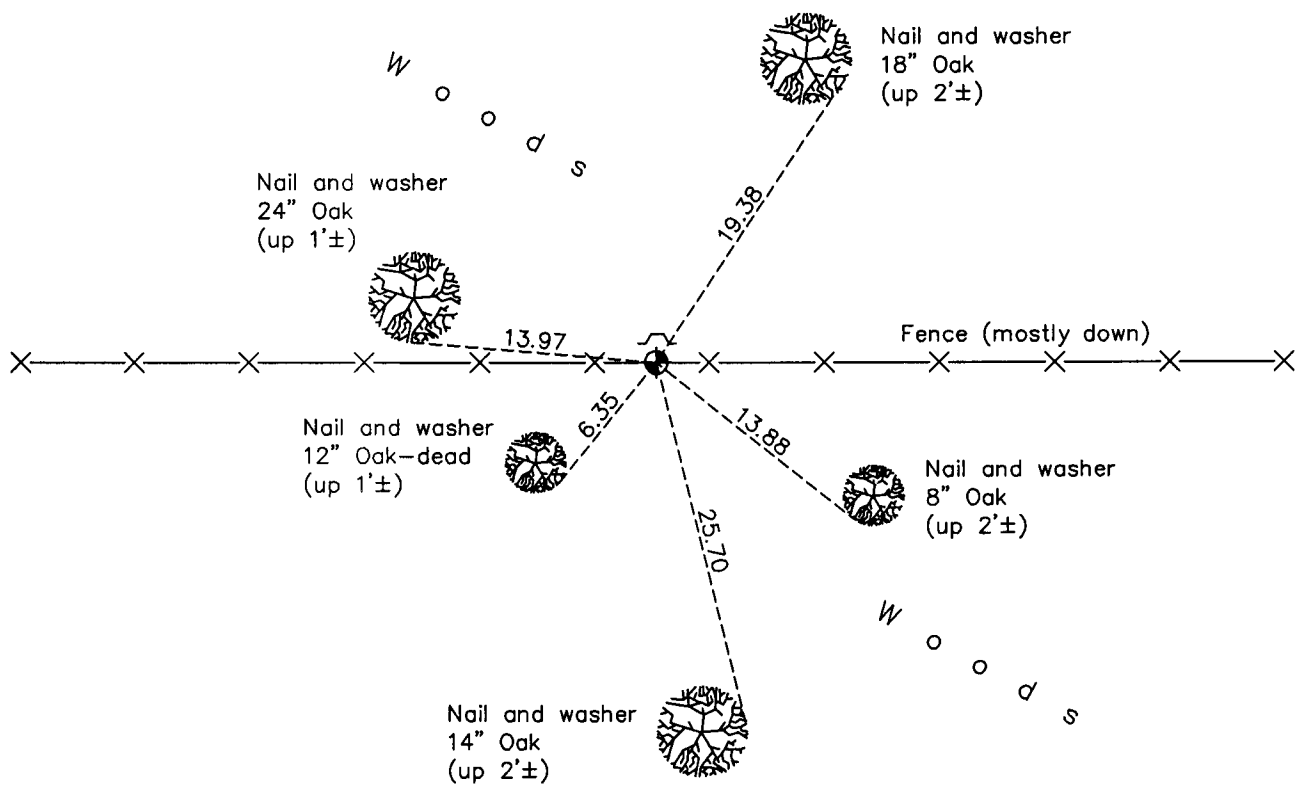 Nail and washer
18" Oak
(up 2'±)
Woods
Nail and washer
24" Oak
(up 1'±)
19.38
13.97
Fence (mostly down)
6.35
13.88
Nail and washer
12" Oak-dead
(up 1'±)
Nail and washer
8" Oak
(up 2'±)
25.70
Woods
Nail and washer
14" Oak
(up 2'±)